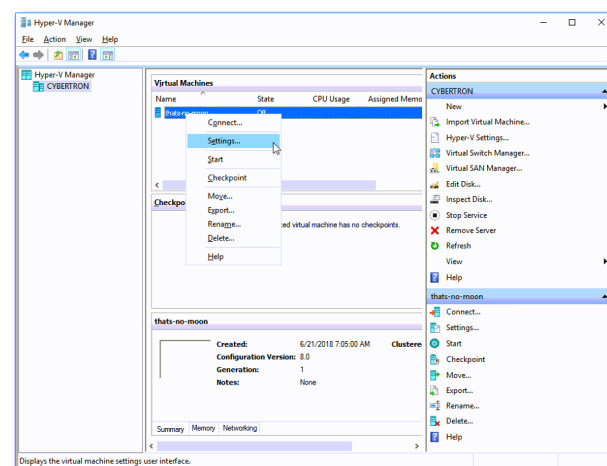 Hyper-V Manager
File Action View Help
Hyper-V Manager
CYBERTRON
Virtual Machines
Name State CPU Usage Assigned Memo
thats-no-moon Off
Connect...
Settings...
Start
Checkpoint
Move...
Export...
Rename...
Delete...
Help
Checkpo
ed virtual machine has no checkpoints.
thats-no-moon
Created: 6/21/2018 7:05:00 AM Clustere
Configuration Version: 8.0
Generation: 1
Notes: None
Summary Memory Networking
Actions
CYBERTRON
New
Import Virtual Machine...
Hyper-V Settings...
Virtual Switch Manager...
Virtual SAN Manager...
Edit Disk...
Inspect Disk...
Stop Service
Remove Server
Refresh
View
Help
thats-no-moon
Connect...
Settings...
Start
Checkpoint
Move...
Export...
Rename...
Delete...
Help
Displays the virtual machine settings user interface.